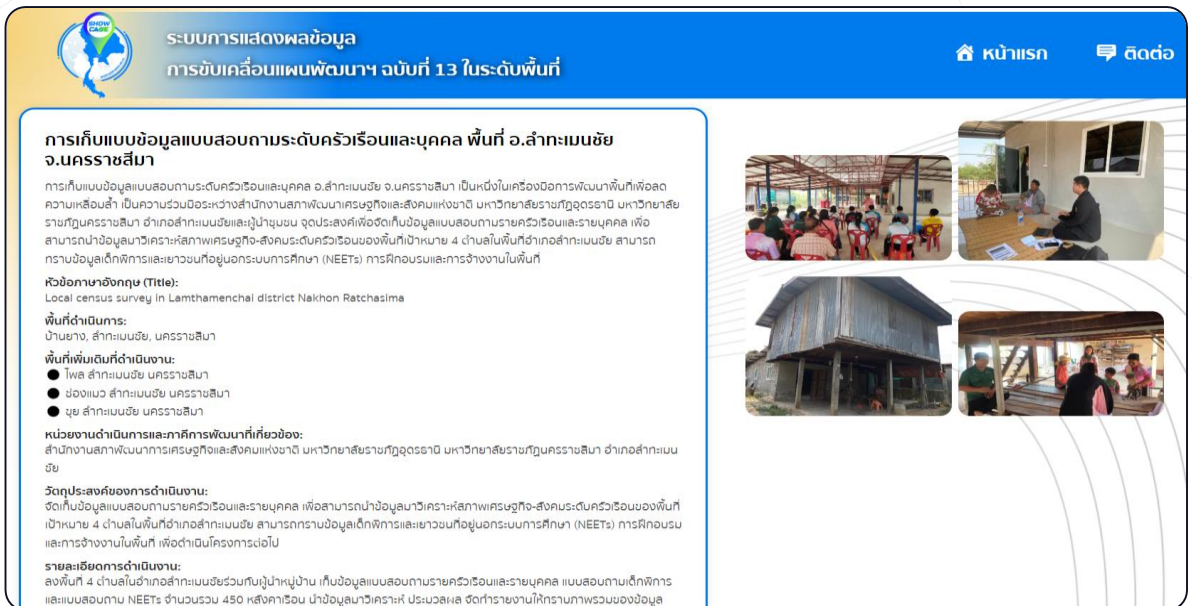 SHOW
CASE
ระบบการแสดงผลข้อมูล
การขับเคลื่อนแผนพัฒนาฯ ฉบับที่ 13 ในระดับพื้นที่
หน้าแรก
ติดต่อ
การเก็บแบบข้อมูลแบบสอบถามระดับครัวเรือนและบุคคล พื้นที่ อ.ลำทะเมนชัย
จ.นครราชสีมา
การเก็บแบบข้อมูลแบบสอบถามระดับครัวเรือนและบุคคล อ.ลำทะเมนชัย จ.นครราชสีมา เป็นหนึ่งในเครื่องมือการพัฒนาพื้นที่เพื่อลด
ความเหลื่อมล้ำ เป็นความร่วมมือระหว่างสำนักงานสภาพัฒนาเศรษฐกิจและสังคมแห่งชาติ มหาวิทยาลัยราชภัฏอุดรธานี มหาวิทยาลัย
ราชภัฏนครราชสีมา อำเภอลำทะเมนชัยและผู้นำชุมชน จุดประสงค์เพื่อจัดเก็บข้อมูลแบบสอบถามรายครัวเรือนและรายบุคคล เพื่อ
สามารถนำข้อมูลมาวิเคราะห์สภาพเศรษฐกิจ-สังคมระดับครัวเรือนของพื้นที่เป้าหมาย 4 ตำบลในพื้นที่อำเภอลำทะเมนชัย สามารถ
ทราบข้อมูลเด็กพิการและเยาวชนที่อยู่นอกระบบการศึกษา (NEETs) การฝึกอบรมและการจ้างงานในพื้นที่
หัวข้อภาษาอังกฤษ (Title):
Local census survey in Lamthamenchai district Nakhon Ratchasima
พื้นที่ดำเนินการ:
บ้านยาง, ลำทะเมนชัย, นครราชสีมา
พื้นที่เพิ่มเติมที่ดำเนินงาน:
● ไพล ลำทะเมนชัย นครราชสีมา
● ช่องแมว ลำทะเมนชัย นครราชสีมา
● ขุย ลำทะเมนชัย นครราชสีมา
หน่วยงานดำเนินการและภาคีการพัฒนาที่เกี่ยวข้อง:
สำนักงานสภาพัฒนาการเศรษฐกิจและสังคมแห่งชาติ มหาวิทยาลัยราชภัฏอุดรธานี มหาวิทยาลัยราชภัฏนครราชสีมา อำเภอลำทะเมน
ชัย
วัตถุประสงค์ของการดำเนินงาน:
จัดเก็บข้อมูลแบบสอบถามรายครัวเรือนและรายบุคคล เพื่อสามารถนำข้อมูลมาวิเคราะห์สภาพเศรษฐกิจ-สังคมระดับครัวเรือนของพื้นที่
เป้าหมาย 4 ตำบลในพื้นที่อำเภอลำทะเมนชัย สามารถทราบข้อมูลเด็กพิการและเยาวชนที่อยู่นอกระบบการศึกษา (NEETs) การฝึกอบรม
และการจ้างงานในพื้นที่ เพื่อดำเนินโครงการต่อไป
รายละเอียดการดำเนินงาน:
ลงพื้นที่ 4 ตำบลในอำเภอลำทะเมนชัยร่วมกับผู้นำหมู่บ้าน เก็บข้อมูลแบบสอบถามรายครัวเรือนและรายบุคคล แบบสอบถามเด็กพิการ
และแบบสอบถาม NEETs จำนวนรวม 450 หลังคาเรือน นำข้อมูลมาวิเคราะห์ ประมวลผล จัดทำรายงานให้ทราบภาพรวมของข้อมูล